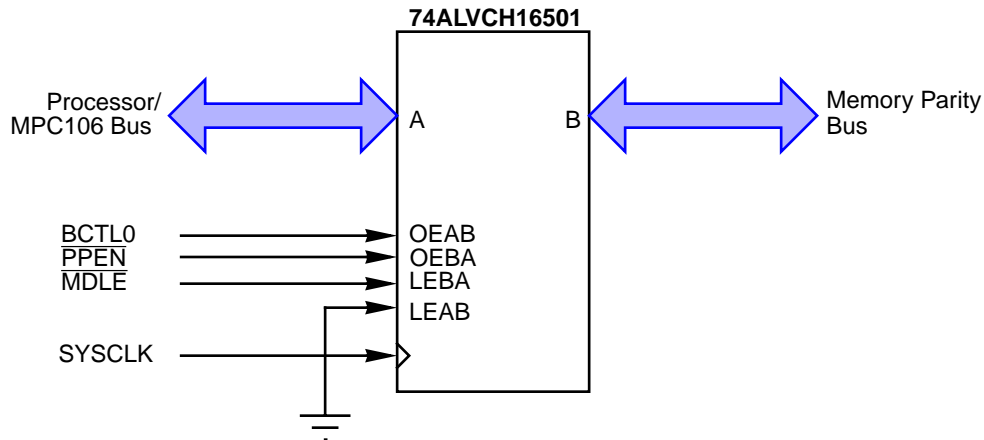 74ALVCH16501
Processor/
MPC106 Bus
A
B
Memory Parity
Bus
BCTL0
PPEN
MDLE
OEAB
OEBA
LEBA
LEAB
SYSCLK